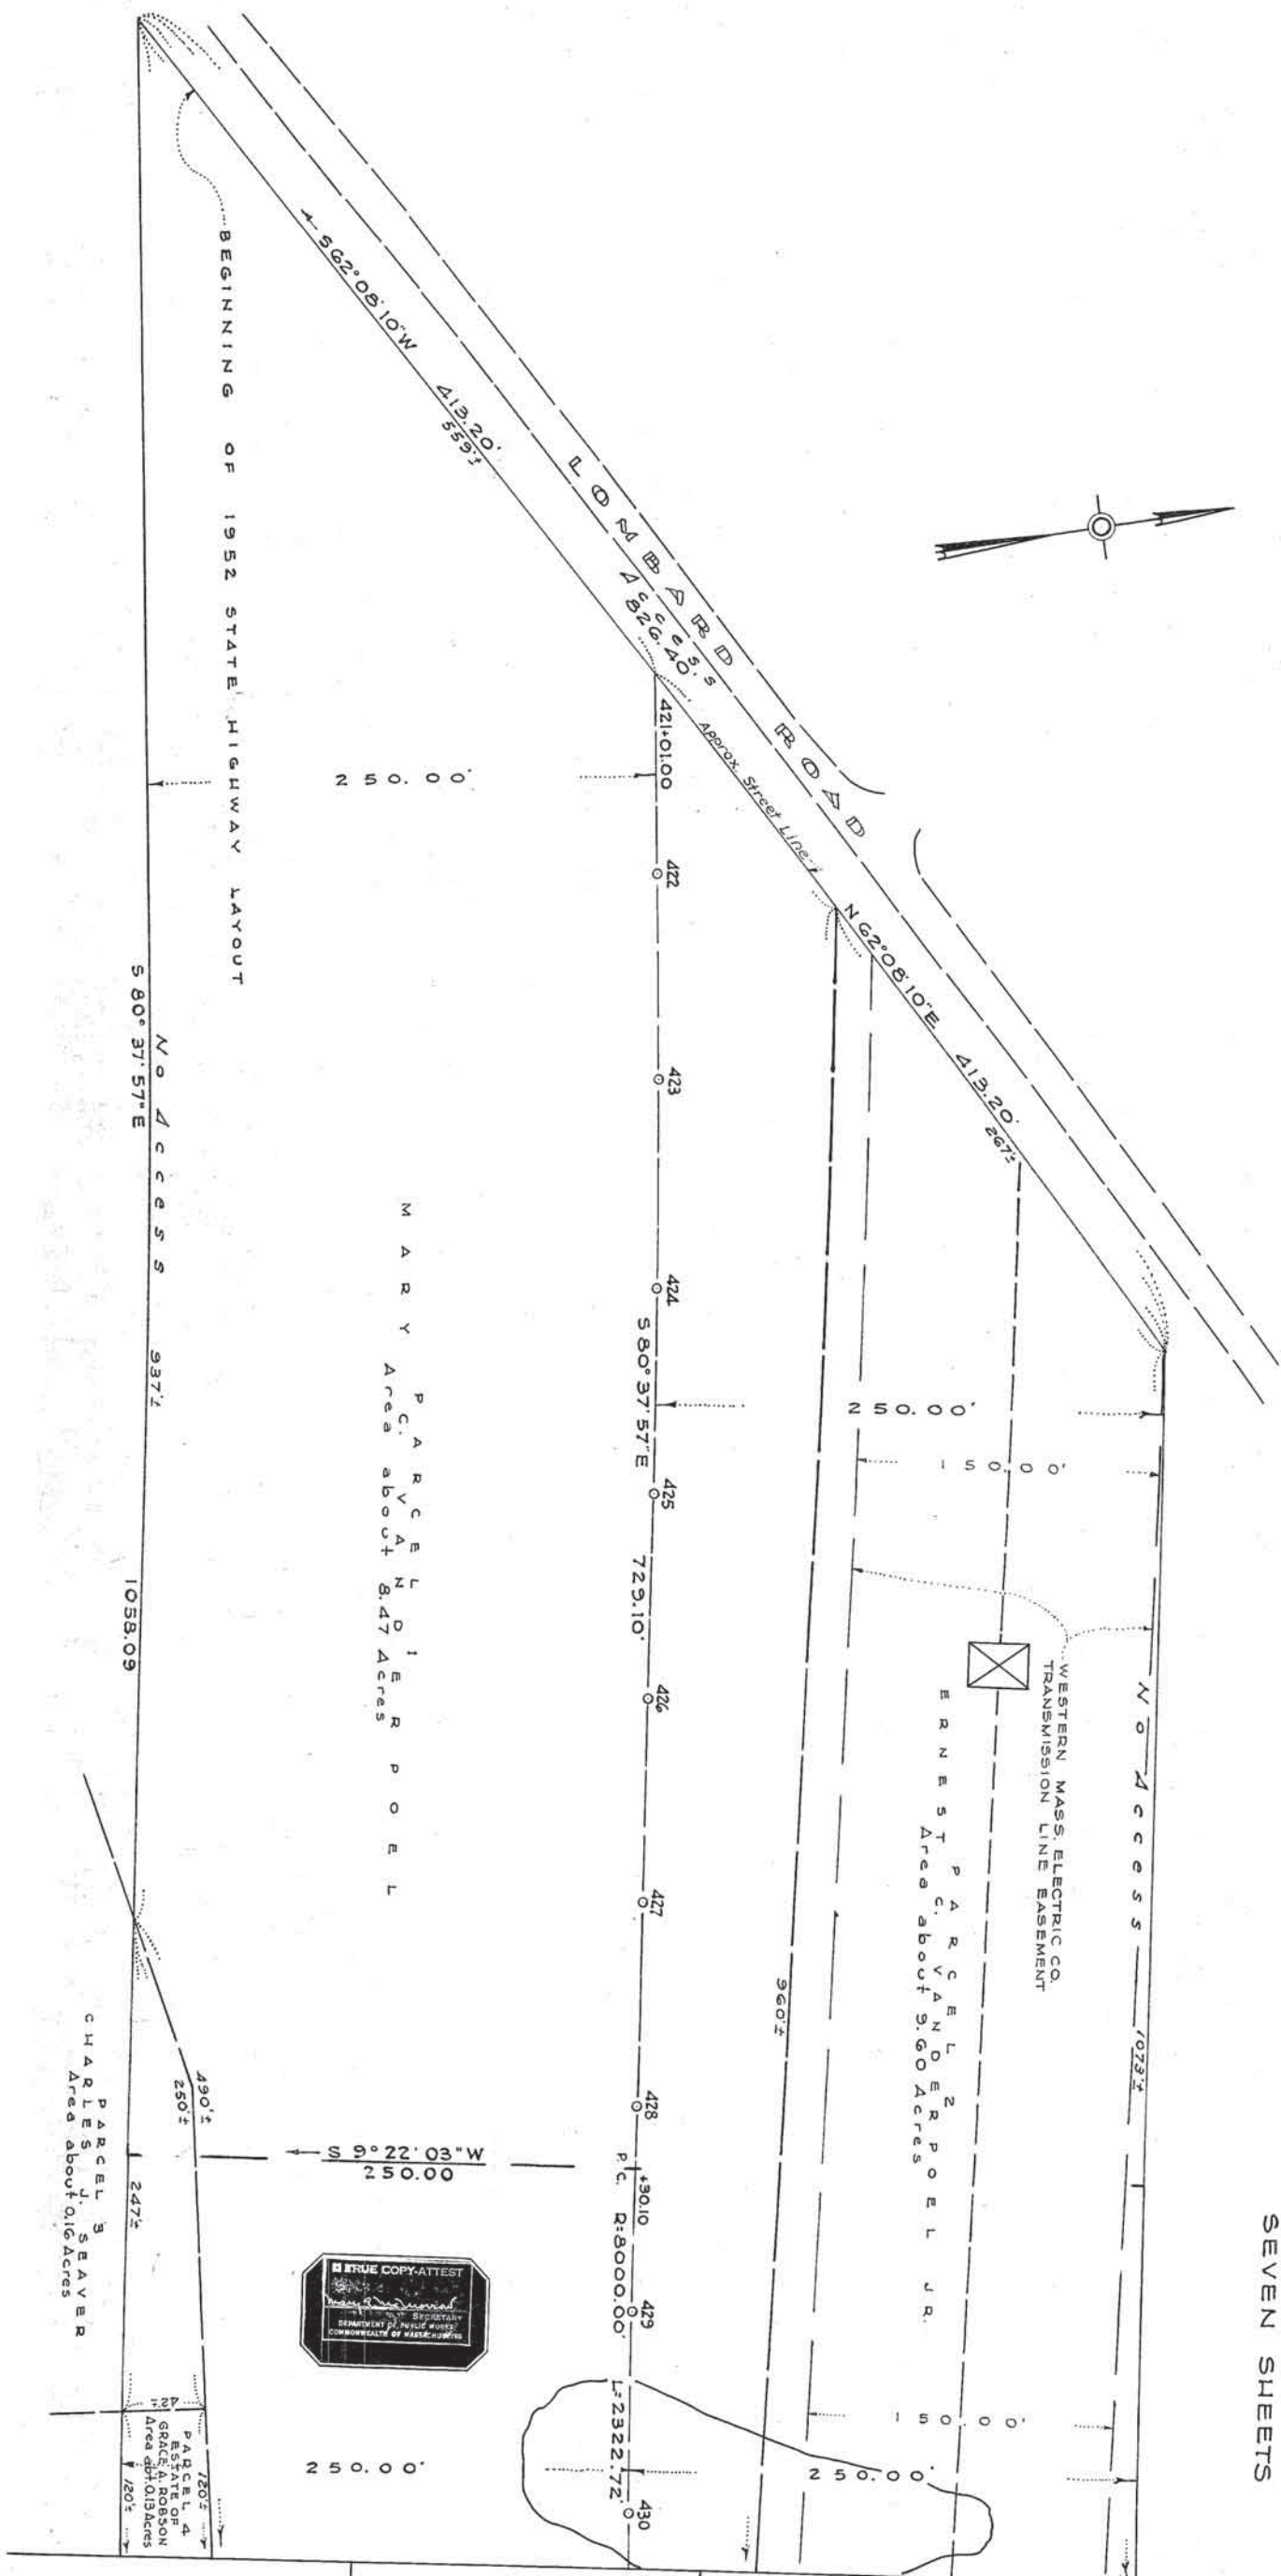 SEVEN SHEETS
BEGINNING OF 1952 STATE HIGHWAY LAYOUT
S62°08'10"W
413.20'
559'±
LOMBARD ROAD
Access
826.40'
Approx. Street Line
N62°08'10"E
413.20'
267'±
250.00'
421+01.00
422
423
424
S80°37'57"E
425
729.10'
426
427
428
P.C.
+30.10
R=8000.00'
429
L=2322.72'
430
No Access
S 80° 37' 57" E
937'±
1058.09
PARCEL 1
MARY C. VANDERPOEL
Area about 8.47 Acres
250.00'
150.00'
WESTERN MASS. ELECTRIC CO.
TRANSMISSION LINE EASEMENT
No Access
1073'±
PARCEL 2
ERNEST C. VANDERPOEL JR.
Area about 9.60 Acres
960'±
490'±
250'±
S 9° 22' 03" W
250.00
247'±
PARCEL 3
CHARLES J. SEAVER
Area about 0.16 Acres
TRUE COPY-ATTEST
SECRETARY
DEPARTMENT OF PUBLIC WORKS
COMMONWEALTH OF MASSACHUSETTS
42'±
120'±
PARCEL 4
ESTATE OF
GRACE A. ROBSON
Area abt. 0.13 Acres
120'±
250.00'
150.00'
250.00'